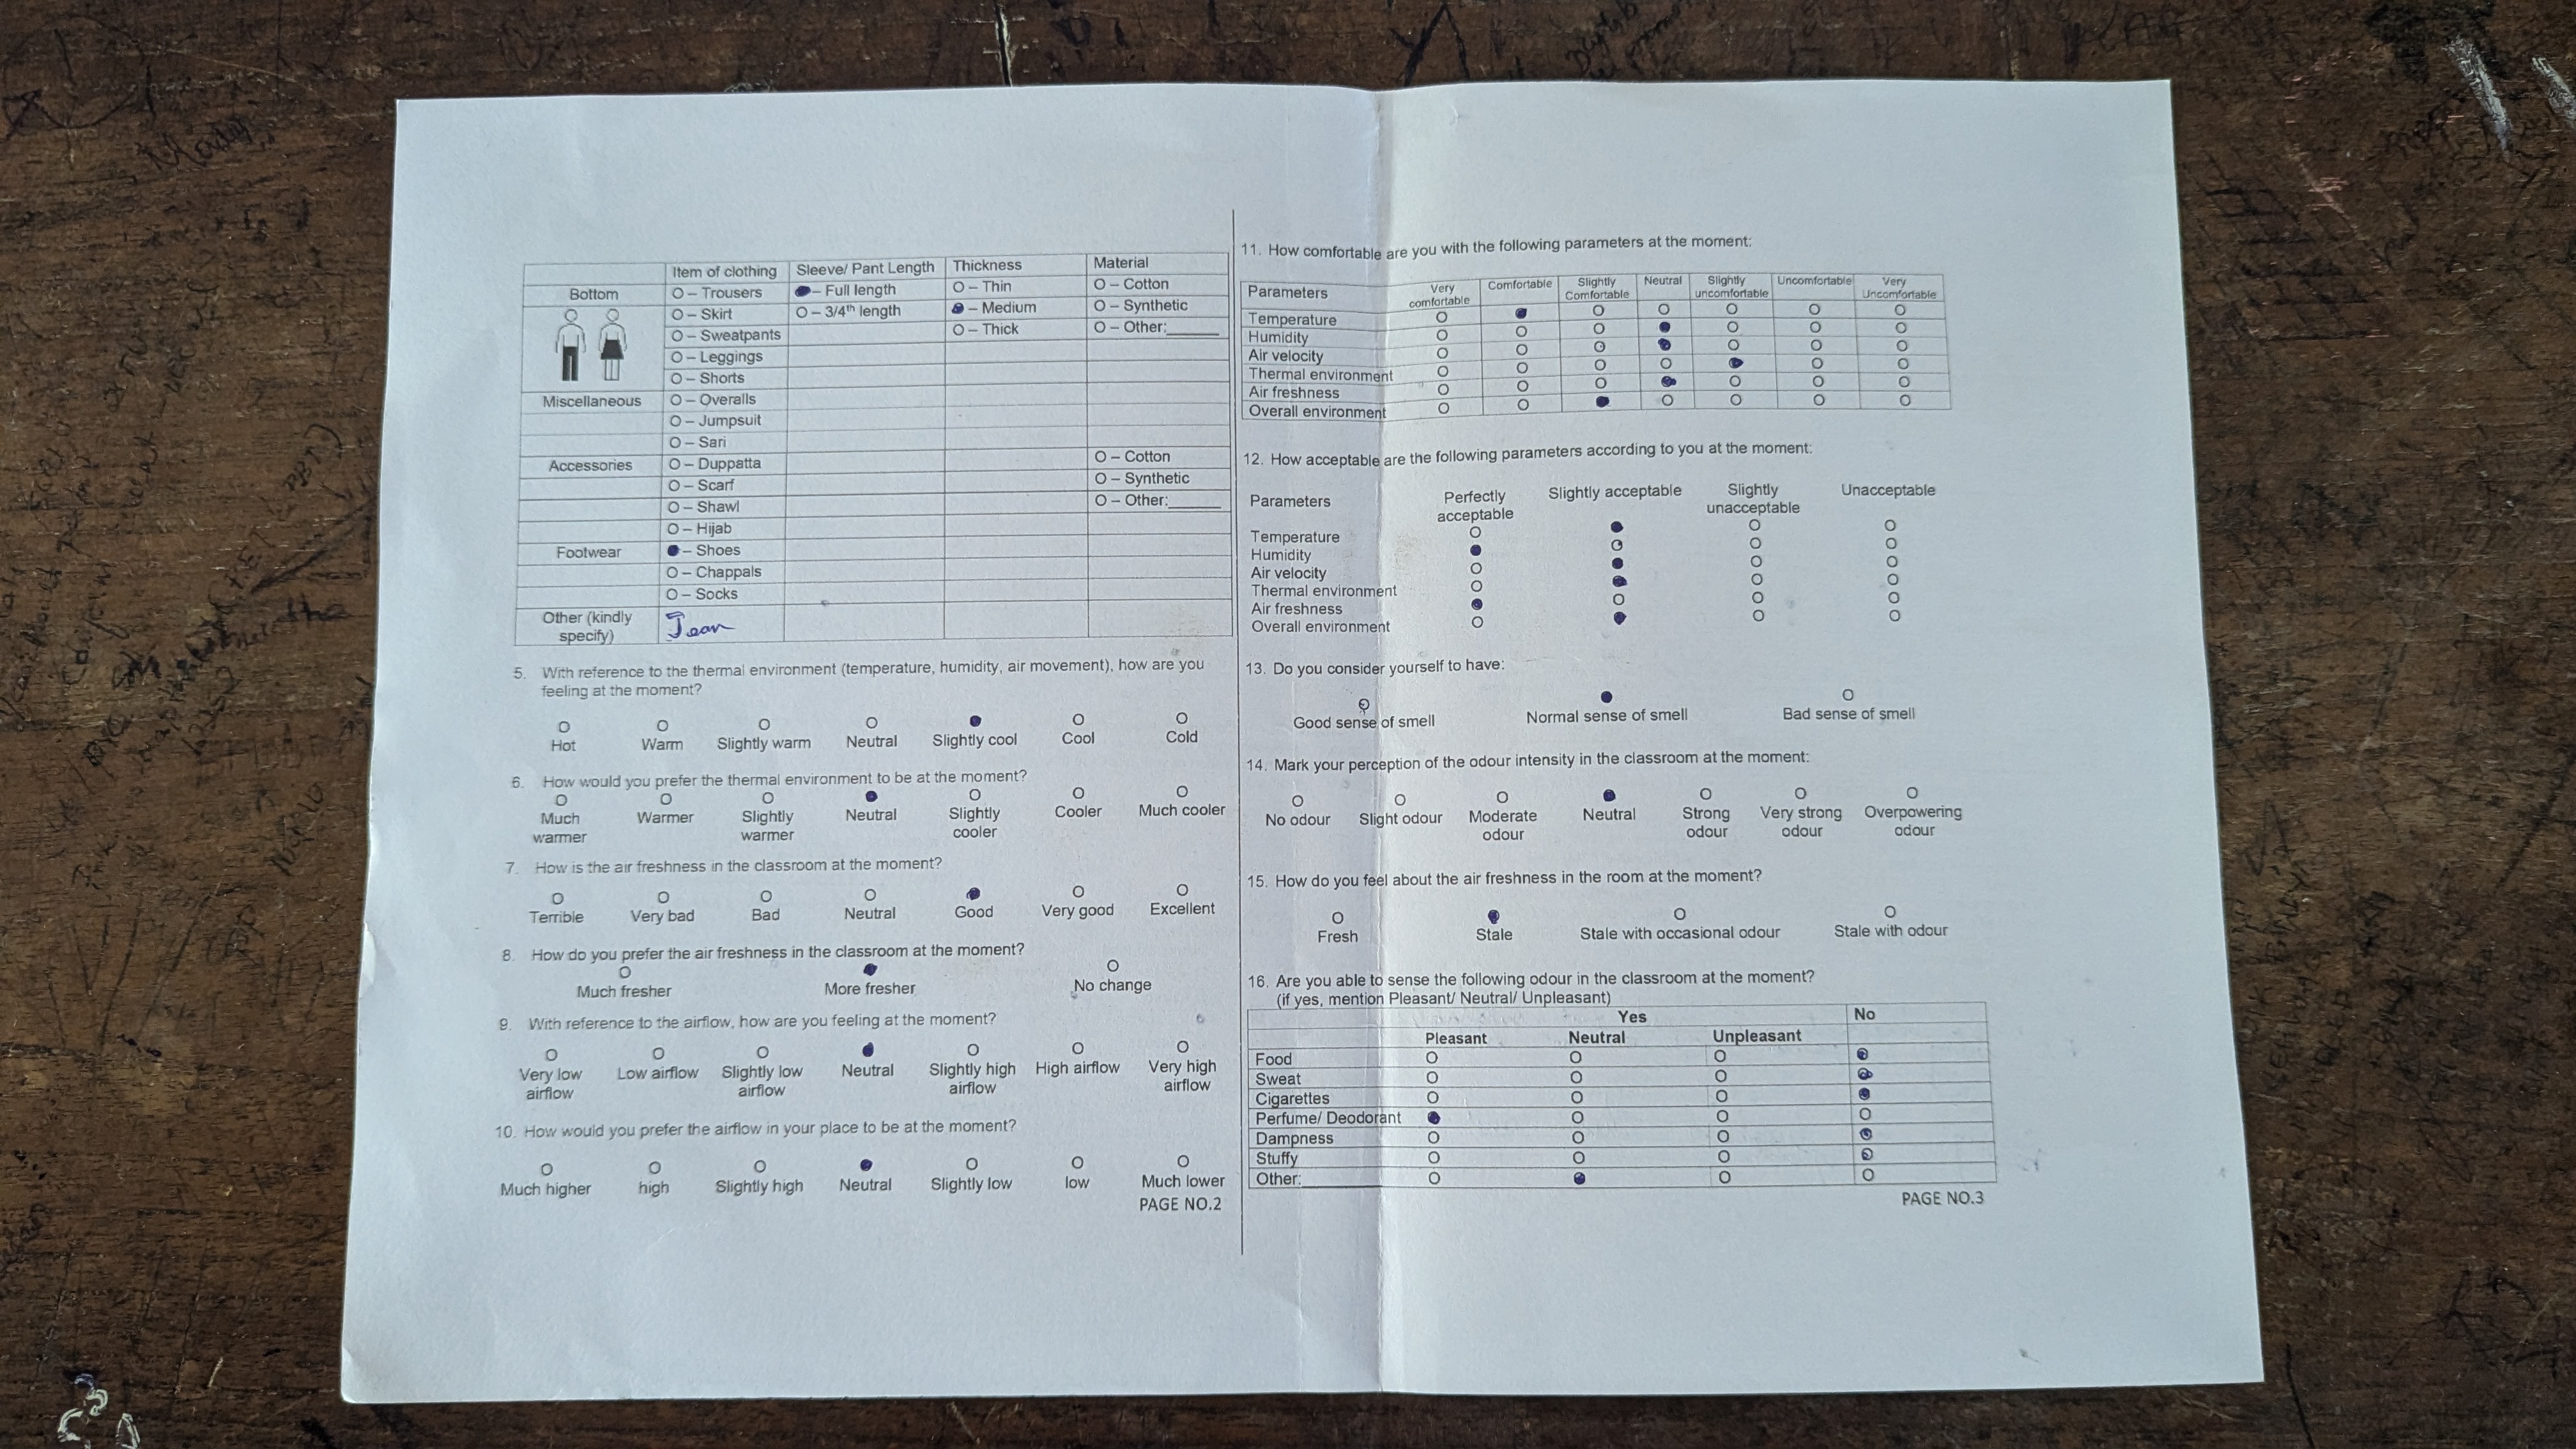 Item of clothing Sleeve/ Pant Length Thickness Material
Bottom O – Trousers – Full length O – Thin O – Cotton
O – Skirt O – 3/4th length – Medium O – Synthetic
O – Sweatpants O – Thick O – Other:______
O – Leggings
O – Shorts
Miscellaneous O – Overalls
O – Jumpsuit
O – Sari
Accessories O – Duppatta O – Cotton
O – Scarf O – Synthetic
O – Shawl O – Other:______
O – Hijab
Footwear – Shoes
O – Chappals
O – Socks
Other (kindly specify) Jean
5. With reference to the thermal environment (temperature, humidity, air movement), how are you
feeling at the moment?
Hot Warm Slightly warm Neutral Slightly cool Cool Cold
6. How would you prefer the thermal environment to be at the moment?
Much warmer Warmer Slightly warmer Neutral Slightly cooler Cooler Much cooler
7. How is the air freshness in the classroom at the moment?
Terrible Very bad Bad Neutral Good Very good Excellent
8. How do you prefer the air freshness in the classroom at the moment?
Much fresher More fresher No change
9. With reference to the airflow, how are you feeling at the moment?
Very low airflow Low airflow Slightly low airflow Neutral Slightly high airflow High airflow Very high airflow
10. How would you prefer the airflow in your place to be at the moment?
Much higher high Slightly high Neutral Slightly low low Much lower
PAGE NO.2
11. How comfortable are you with the following parameters at the moment:
Parameters Very comfortable Comfortable Slightly Comfortable Neutral Slightly uncomfortable Uncomfortable Very Uncomfortable
Temperature
Humidity
Air velocity
Thermal environment
Air freshness
Overall environment
12. How acceptable are the following parameters according to you at the moment:
Parameters Perfectly acceptable Slightly acceptable Slightly unacceptable Unacceptable
Temperature
Humidity
Air velocity
Thermal environment
Air freshness
Overall environment
13. Do you consider yourself to have:
Good sense of smell Normal sense of smell Bad sense of smell
14. Mark your perception of the odour intensity in the classroom at the moment:
No odour Slight odour Moderate odour Neutral Strong odour Very strong odour Overpowering odour
15. How do you feel about the air freshness in the room at the moment?
Fresh Stale Stale with occasional odour Stale with odour
16. Are you able to sense the following odour in the classroom at the moment?
(if yes, mention Pleasant/ Neutral/ Unpleasant)
Yes No
Pleasant Neutral Unpleasant
Food
Sweat
Cigarettes
Perfume/ Deodorant
Dampness
Stuffy
Other:__________
PAGE NO.3